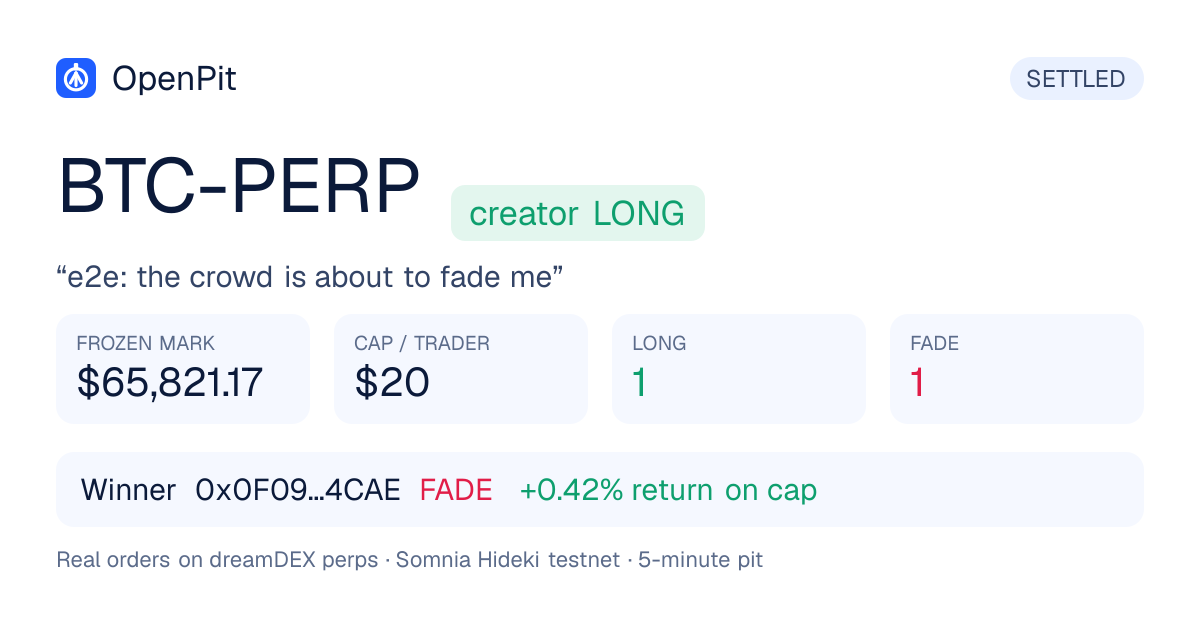 OpenPit
SETTLED
BTC-PERP
creator LONG
“e2e: the crowd is about to fade me”
FROZEN MARK
$65,821.17
CAP / TRADER
$20
LONG
1
FADE
1
Winner 0x0F09…4CAE FADE +0.42% return on cap
Real orders on dreamDEX perps · Somnia Hideki testnet · 5-minute pit